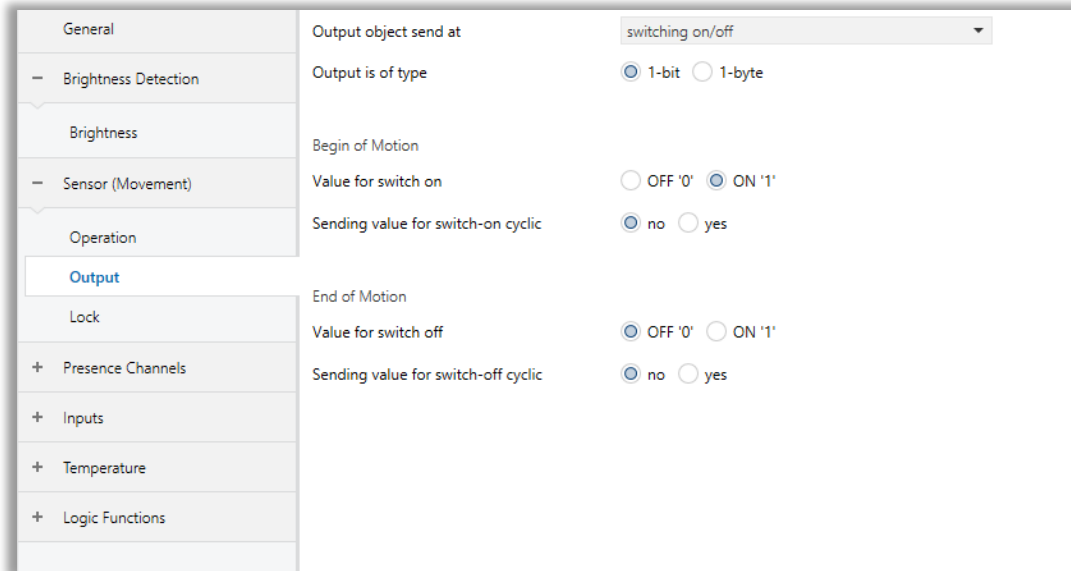 General
Brightness Detection
Brightness
Sensor (Movement)
Operation
Output
Lock
Presence Channels
Inputs
Temperature
Logic Functions
Output object send at switching on/off
Output is of type 1-bit 1-byte
Begin of Motion
Value for switch on OFF '0' ON '1'
Sending value for switch-on cyclic no yes
End of Motion
Value for switch off OFF '0' ON '1'
Sending value for switch-off cyclic no yes